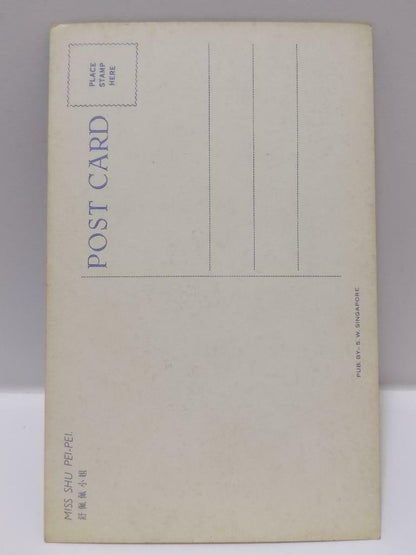 PLACE
STAMP
HERE
POST CARD
MISS SHU PEI-PEI.
舒佩佩小姐
PUB. BY:- S. W. SINGAPORE